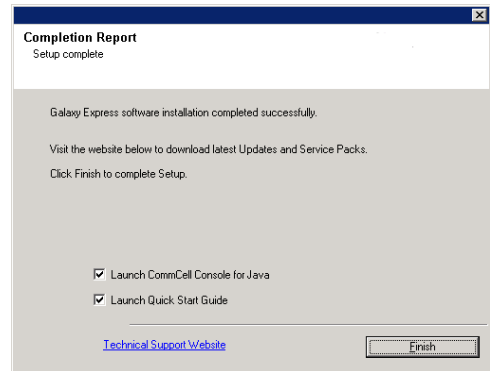 Completion Report
Setup complete
Galaxy Express software installation completed successfully.
Visit the website below to download latest Updates and Service Packs.
Click Finish to complete Setup.
Launch CommCell Console for Java
Launch Quick Start Guide
Technical Support Website
Finish